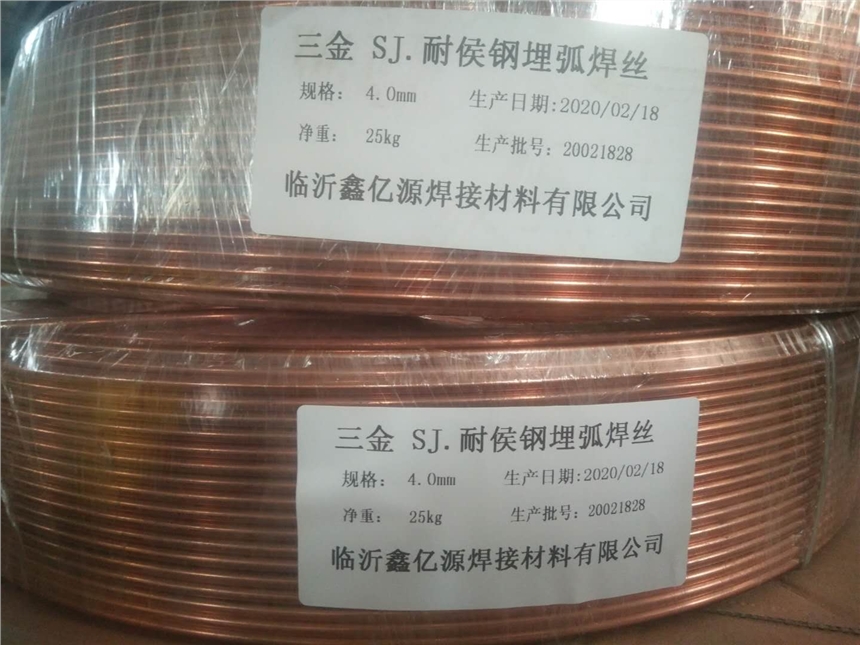 三金 SJ.耐侯钢埋弧焊丝
规格： 4.0mm 生产日期:2020/02/18
净重： 25kg 生产批号：20021828
临沂鑫亿源焊接材料有限公司
三金 SJ.耐侯钢埋弧焊丝
规格： 4.0mm 生产日期:2020/02/18
净重： 25kg 生产批号：20021828
临沂鑫亿源焊接材料有限公司